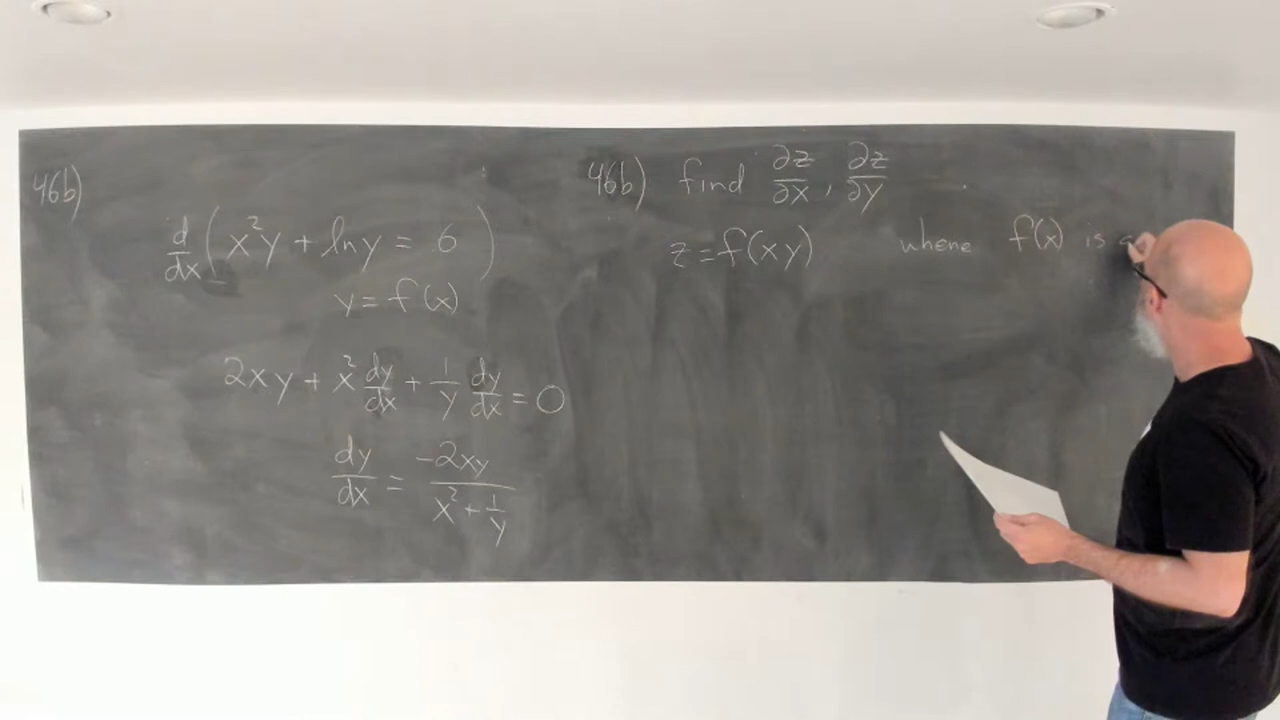 46b)
d/dx (x²y + ln y = 6)
y = f(x)
2xy + x² dy/dx + 1/y dy/dx = 0
dy/dx = -2xy / (x² + 1/y)
46b) find ∂z/∂x, ∂z/∂y
z = f(xy) where f(x) is